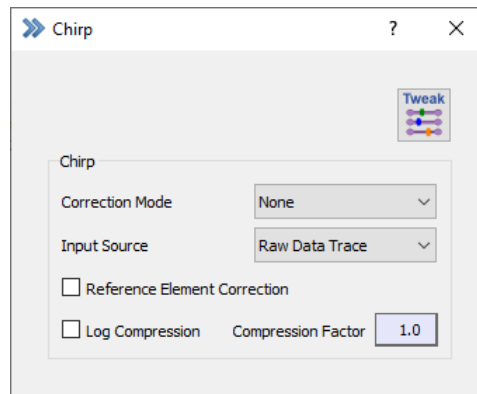 Chirp ?
Tweak
Chirp
Correction Mode None
Input Source Raw Data Trace
Reference Element Correction
Log Compression Compression Factor 1.0